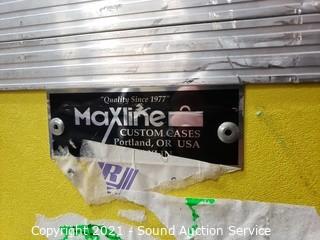 "Quality Since 1977"
MaXline
CUSTOM CASES
Portland, OR USA
Copyright 2021 - Sound Auction Service